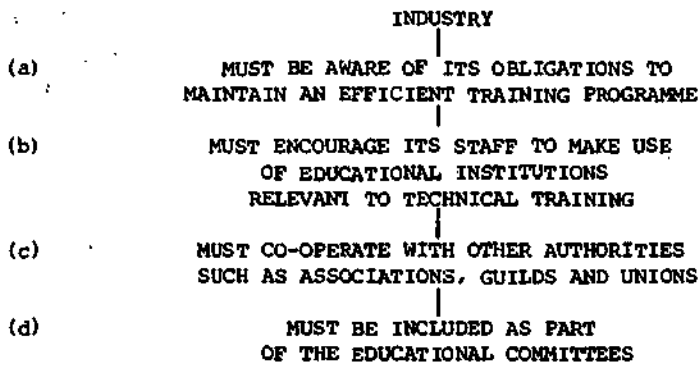 INDUSTRY
(a) MUST BE AWARE OF ITS OBLIGATIONS TO
MAINTAIN AN EFFICIENT TRAINING PROGRAMME
(b) MUST ENCOURAGE ITS STAFF TO MAKE USE
OF EDUCATIONAL INSTITUTIONS
RELEVANT TO TECHNICAL TRAINING
(c) MUST CO-OPERATE WITH OTHER AUTHORITIES
SUCH AS ASSOCIATIONS, GUILDS AND UNIONS
(d) MUST BE INCLUDED AS PART
OF THE EDUCATIONAL COMMITTEES